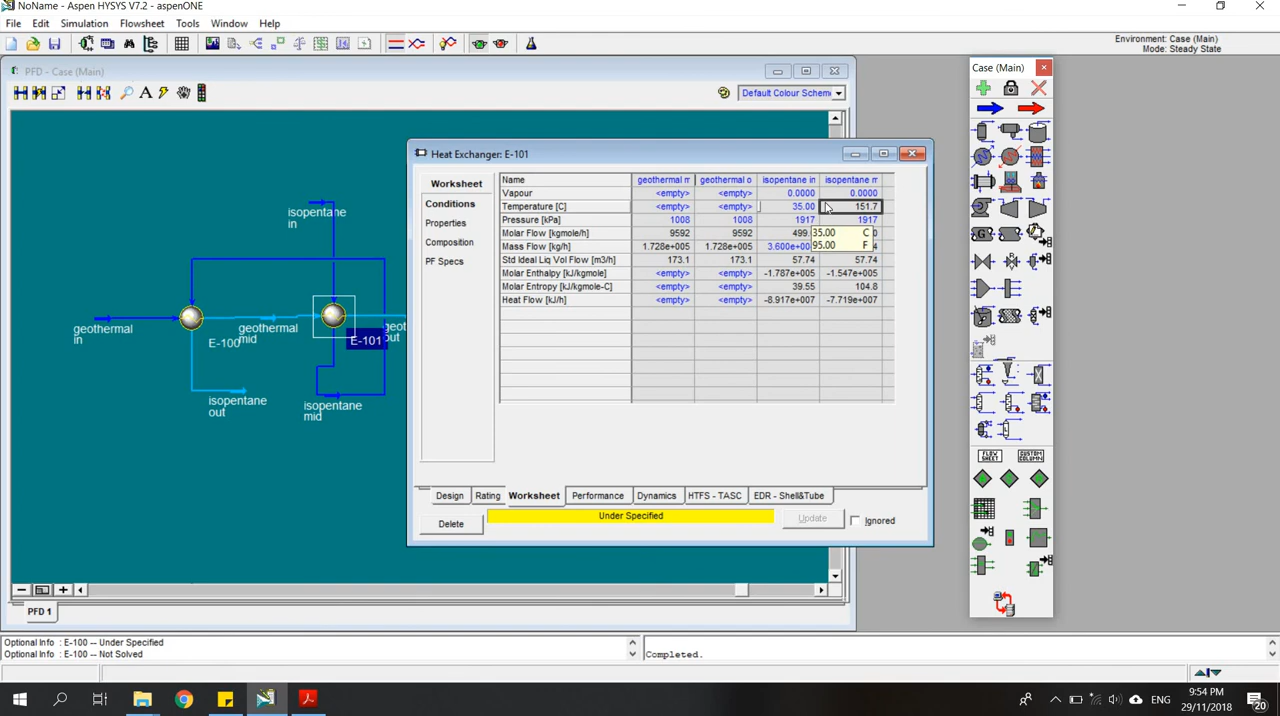 NoName - Aspen HYSYS V7.2 - aspenONE
File Edit Simulation Flowsheet Tools Window Help
Environment: Case (Main)
Mode: Steady State
PFD - Case (Main)
Default Colour Schem
Case (Main)
Heat Exchanger: E-101
Worksheet
Conditions
Properties
Composition
PF Specs
Name geothermal m geothermal o isopentane in isopentane m
Vapour <empty> <empty> 0.0000 0.0000
Temperature [C] <empty> <empty> 35.00 151.7
Pressure [kPa] 1008 1008 1917 1917
Molar Flow [kgmole/h] 9592 9592 499.
35.00 C
95.00 F
Mass Flow [kg/h] 1.728e+005 1.728e+005 3.600e+00
Std Ideal Liq Vol Flow [m3/h] 173.1 173.1 57.74 57.74
Molar Enthalpy [kJ/kgmole] <empty> <empty> -1.787e+005 -1.547e+005
Molar Entropy [kJ/kgmole-C] <empty> <empty> 39.55 104.8
Heat Flow [kJ/h] <empty> <empty> -8.917e+007 -7.719e+007
Design Rating Worksheet Performance Dynamics HTFS - TASC EDR - Shell&Tube
Delete
Under Specified
Update
Ignored
isopentane
in
geothermal
in
E-100
geothermal
mid
E-101
out
isopentane
out
isopentane
mid
FLOW
SHEET
CUSTOM
COLUMN
PFD 1
Optional Info : E-100 -- Under Specified
Optional Info : E-100 -- Not Solved
Completed.
ENG
9:54 PM
29/11/2018
20